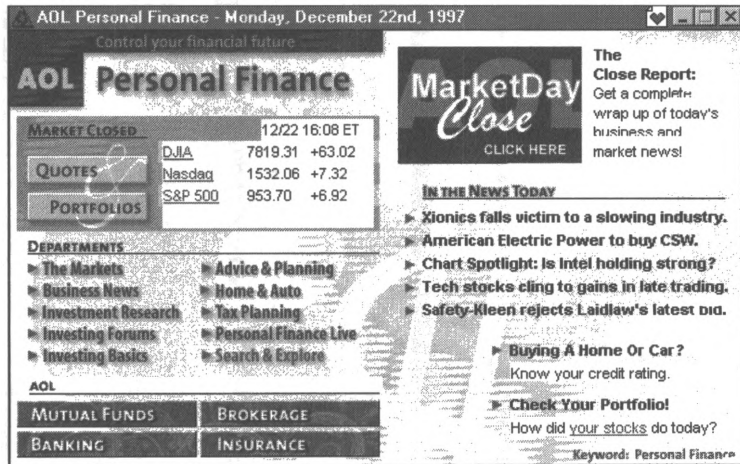 AOL Personal Finance - Monday, December 22nd, 1997
Control your financial future
AOL Personal Finance
MARKET CLOSED 12/22 16:08 ET
QUOTES & PORTFOLIOS
DJIA 7819.31 +63.02
Nasdaq 1532.06 +7.32
S&P 500 953.70 +6.92
DEPARTMENTS
The Markets
Business News
Investment Research
Investing Forums
Investing Basics
Advice & Planning
Home & Auto
Tax Planning
Personal Finance Live
Search & Explore
AOL
MUTUAL FUNDS
BROKERAGE
BANKING
INSURANCE
AOL
MarketDay
Close
CLICK HERE
The
Close Report:
Get a complete
wrap up of today's
business and
market news!
IN THE NEWS TODAY
Xionics falls victim to a slowing industry.
American Electric Power to buy CSW.
Chart Spotlight: Is Intel holding strong?
Tech stocks cling to gains in late trading.
Safety-Kleen rejects Laidlaw's latest bid.
Buying A Home Or Car?
Know your credit rating.
Check Your Portfolio!
How did your stocks do today?
Keyword: Personal Finance